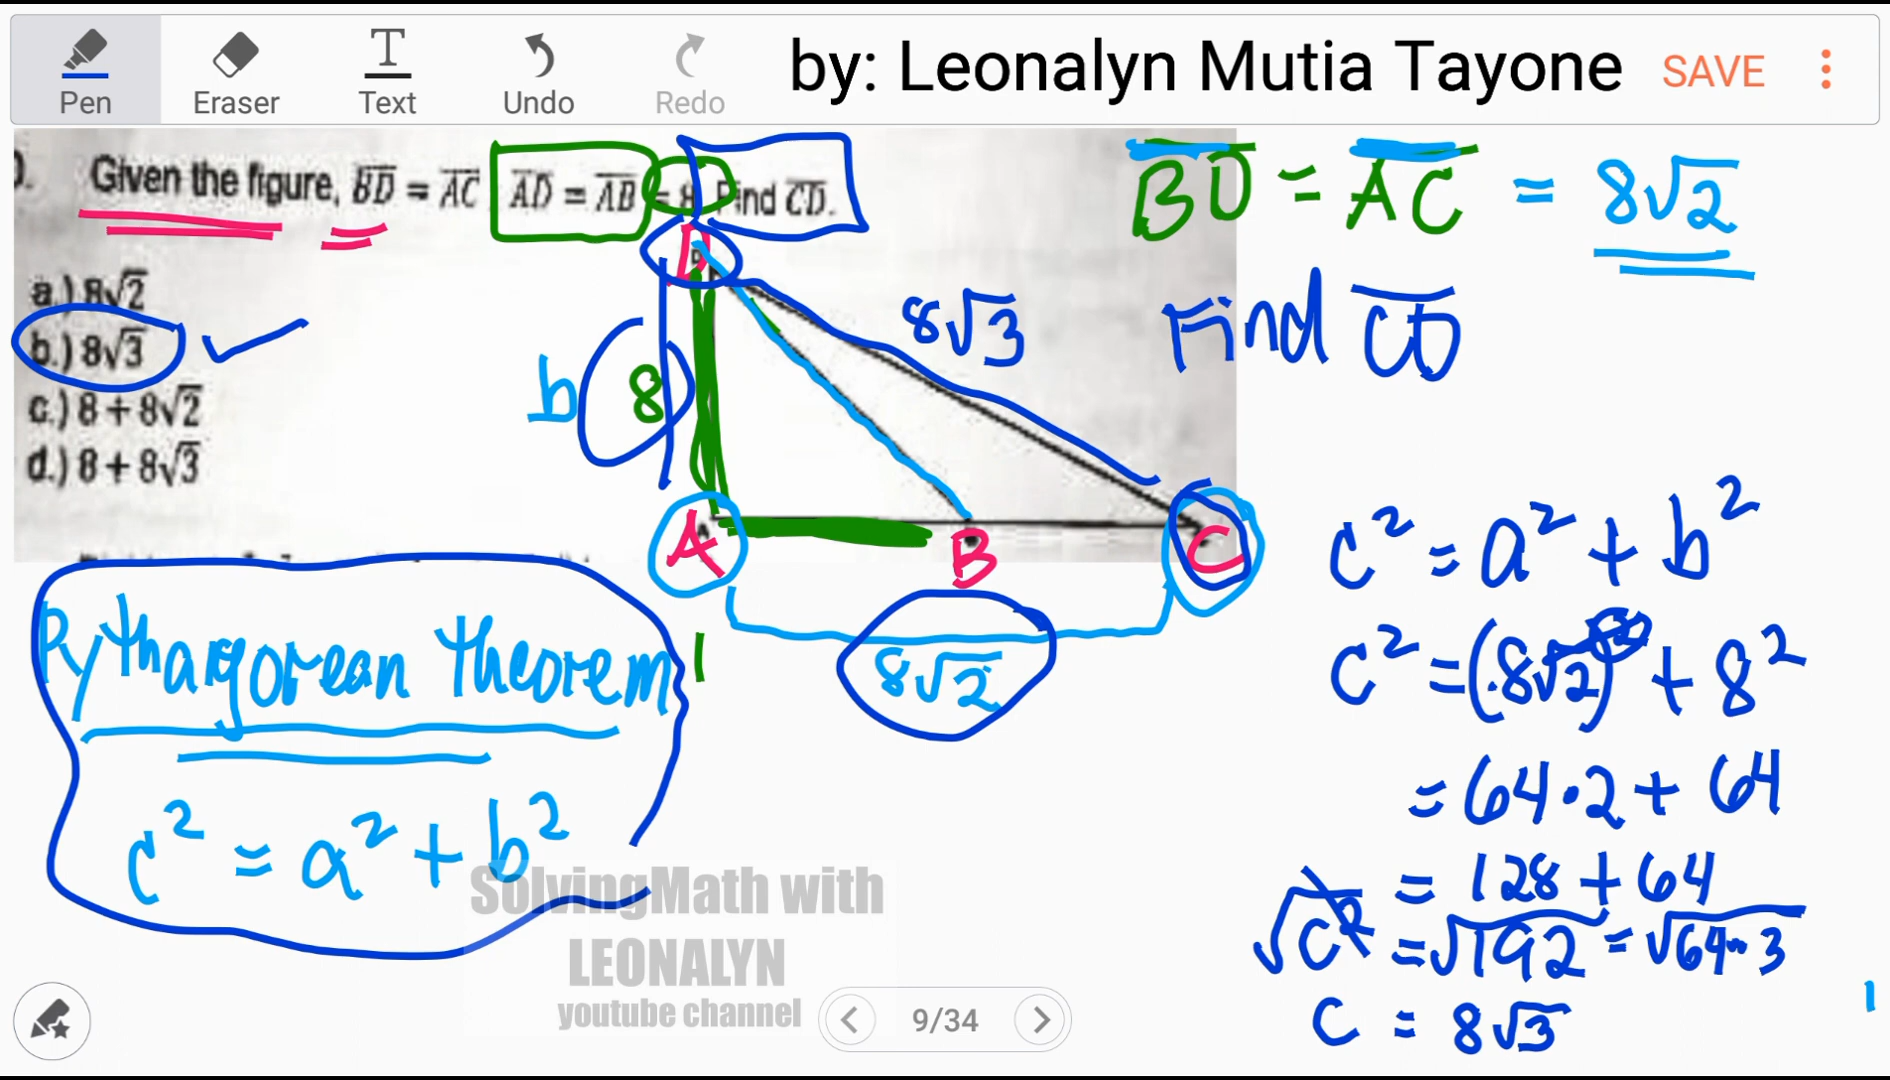 Pen
Eraser
Text
Undo
Redo
by: Leonalyn Mutia Tayone
SAVE
Given the figure, BD = AC AD = AB = 8 Find CD.
a.) 8√2
b.) 8√3
c.) 8 + 8√2
d.) 8 + 8√3
D
8√3
b
8
A
B
C
8√2
BD = AC = 8√2
Find CD
Pythargorean theorem
c² = a² + b²
c² = a² + b²
c² = (8√2)² + 8²
= 64·2 + 64
= 128 + 64
√c² = √192 = √64·3
c = 8√3
SolvingMath with
LEONALYN
youtube channel
9/34